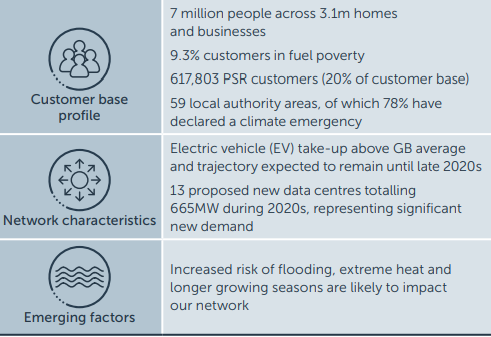 7 million people across 3.1m homes
and businesses
9.3% customers in fuel poverty
617,803 PSR customers (20% of customer base)
59 local authority areas, of which 78% have
declared a climate emergency
Customer base
profile
Electric vehicle (EV) take-up above GB average
and trajectory expected to remain until late 2020s
13 proposed new data centres totalling
665MW during 2020s, representing significant
new demand
Network characteristics
Increased risk of flooding, extreme heat and
longer growing seasons are likely to impact
our network
Emerging factors